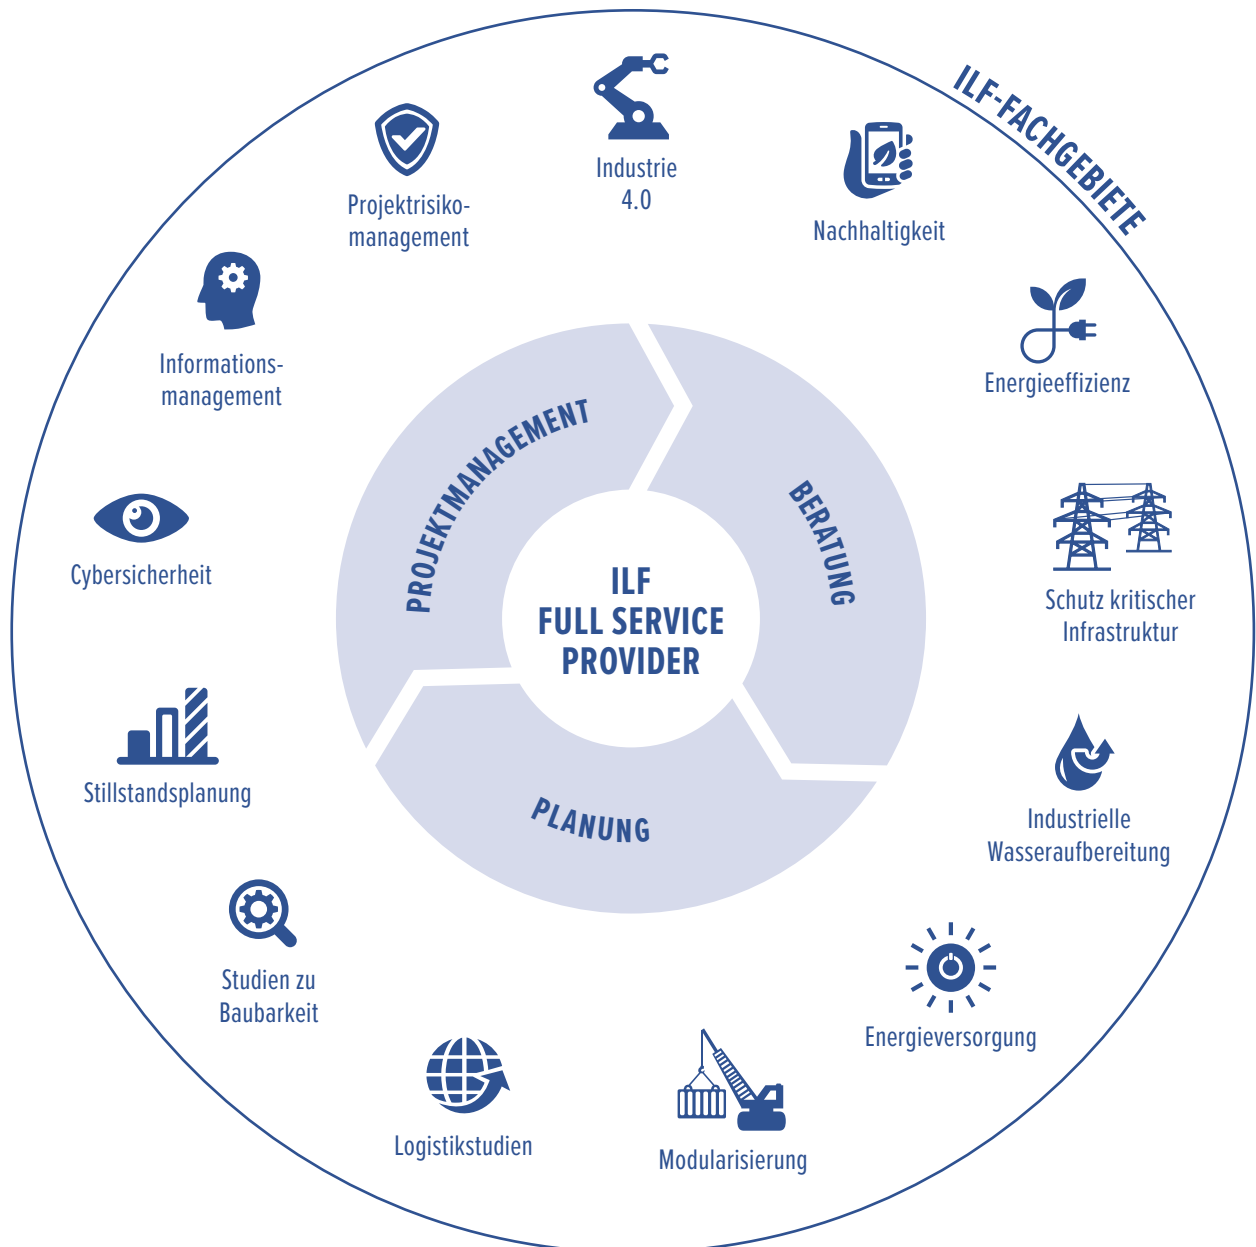 ILF-FACHGEBIETE
Industrie
4.0
Nachhaltigkeit
Energieeffizienz
Schutz kritischer
Infrastruktur
Industrielle
Wasseraufbereitung
Energieversorgung
Modularisierung
Logistikstudien
Studien zu
Baubarkeit
Stillstandsplanung
Cybersicherheit
Informations-
management
Projektrisiko-
management
PROJEKTMANAGEMENT
BERATUNG
PLANUNG
ILF
FULL SERVICE
PROVIDER